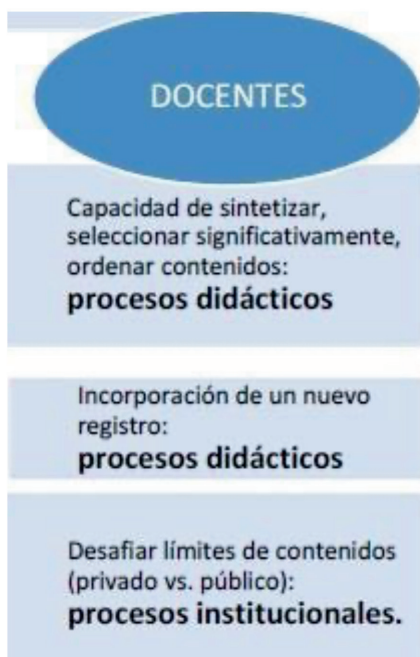 DOCENTES
Capacidad de sintetizar,
seleccionar significativamente,
ordenar contenidos:
procesos didácticos
Incorporación de un nuevo
registro:
procesos didácticos
Desafiar límites de contenidos
(privado vs. público):
procesos institucionales.